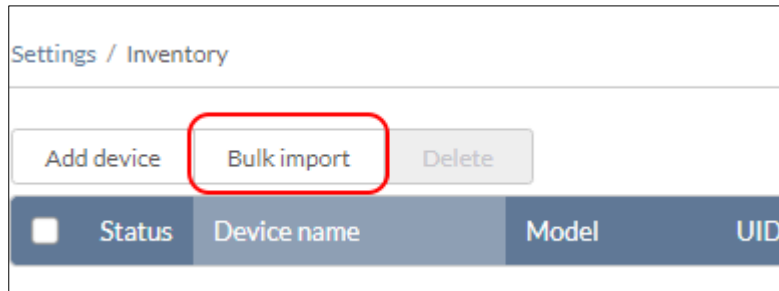 Settings / Inventory
Add device Bulk import Delete
Status Device name Model UID